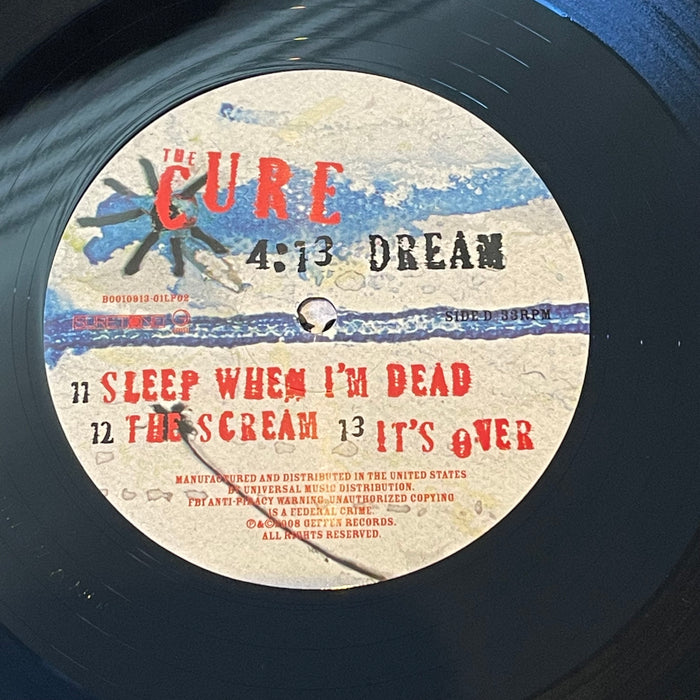 THE
CURE
4:13 DREAM
B0010913-01LP02
SURETONE
SIDE D 33RPM
11 SLEEP WHEN I'M DEAD
12 THE SCREAM 13 IT'S OVER
MANUFACTURED AND DISTRIBUTED IN THE UNITED STATES
BY UNIVERSAL MUSIC DISTRIBUTION.
FBI ANTI-PIRACY WARNING: UNAUTHORIZED COPYING
IS A FEDERAL CRIME.
℗&©2008 GEFFEN RECORDS.
ALL RIGHTS RESERVED.